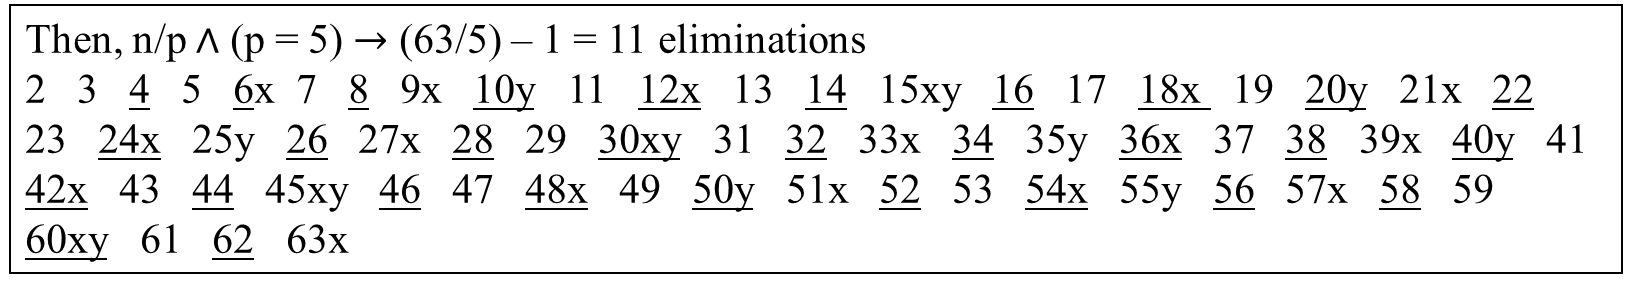 Then, n/p ∧ (p = 5) → (63/5) – 1 = 11 eliminations
2 3 4 5 6x 7 8 9x 10y 11 12x 13 14 15xy 16 17 18x 19 20y 21x 22
23 24x 25y 26 27x 28 29 30xy 31 32 33x 34 35y 36x 37 38 39x 40y 41
42x 43 44 45xy 46 47 48x 49 50y 51x 52 53 54x 55y 56 57x 58 59
60xy 61 62 63x